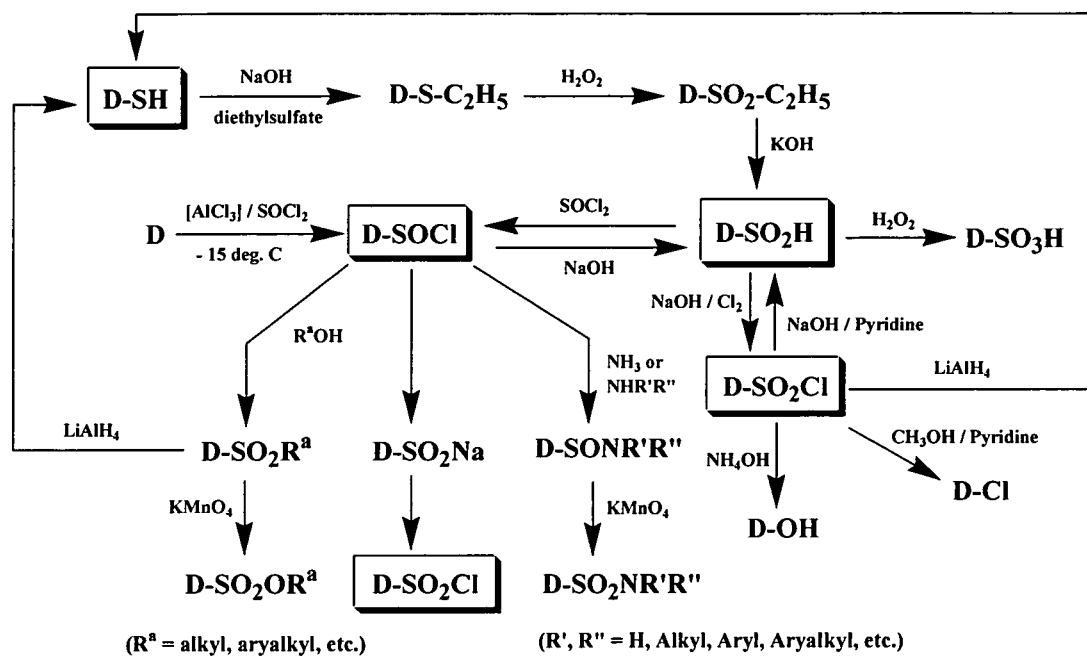 D-SH
NaOH
diethylsulfate
D-S-C₂H₅
H₂O₂
D-SO₂-C₂H₅
KOH
D
[AlCl₃] / SOCl₂
- 15 deg. C
D-SOCl
SOCl₂
NaOH
D-SO₂H
H₂O₂
D-SO₃H
NaOH / Cl₂
NaOH / Pyridine
RᵃOH
NH₃ or
NHR'R"
D-SO₂Cl
LiAlH₄
LiAlH₄
D-SO₂Rᵃ
D-SO₂Na
D-SONR'R"
NH₄OH
CH₃OH / Pyridine
D-Cl
KMnO₄
KMnO₄
D-OH
D-SO₂ORᵃ
D-SO₂Cl
D-SO₂NR'R"
(Rᵃ = alkyl, aryalkyl, etc.)
(R', R" = H, Alkyl, Aryl, Aryalkyl, etc.)